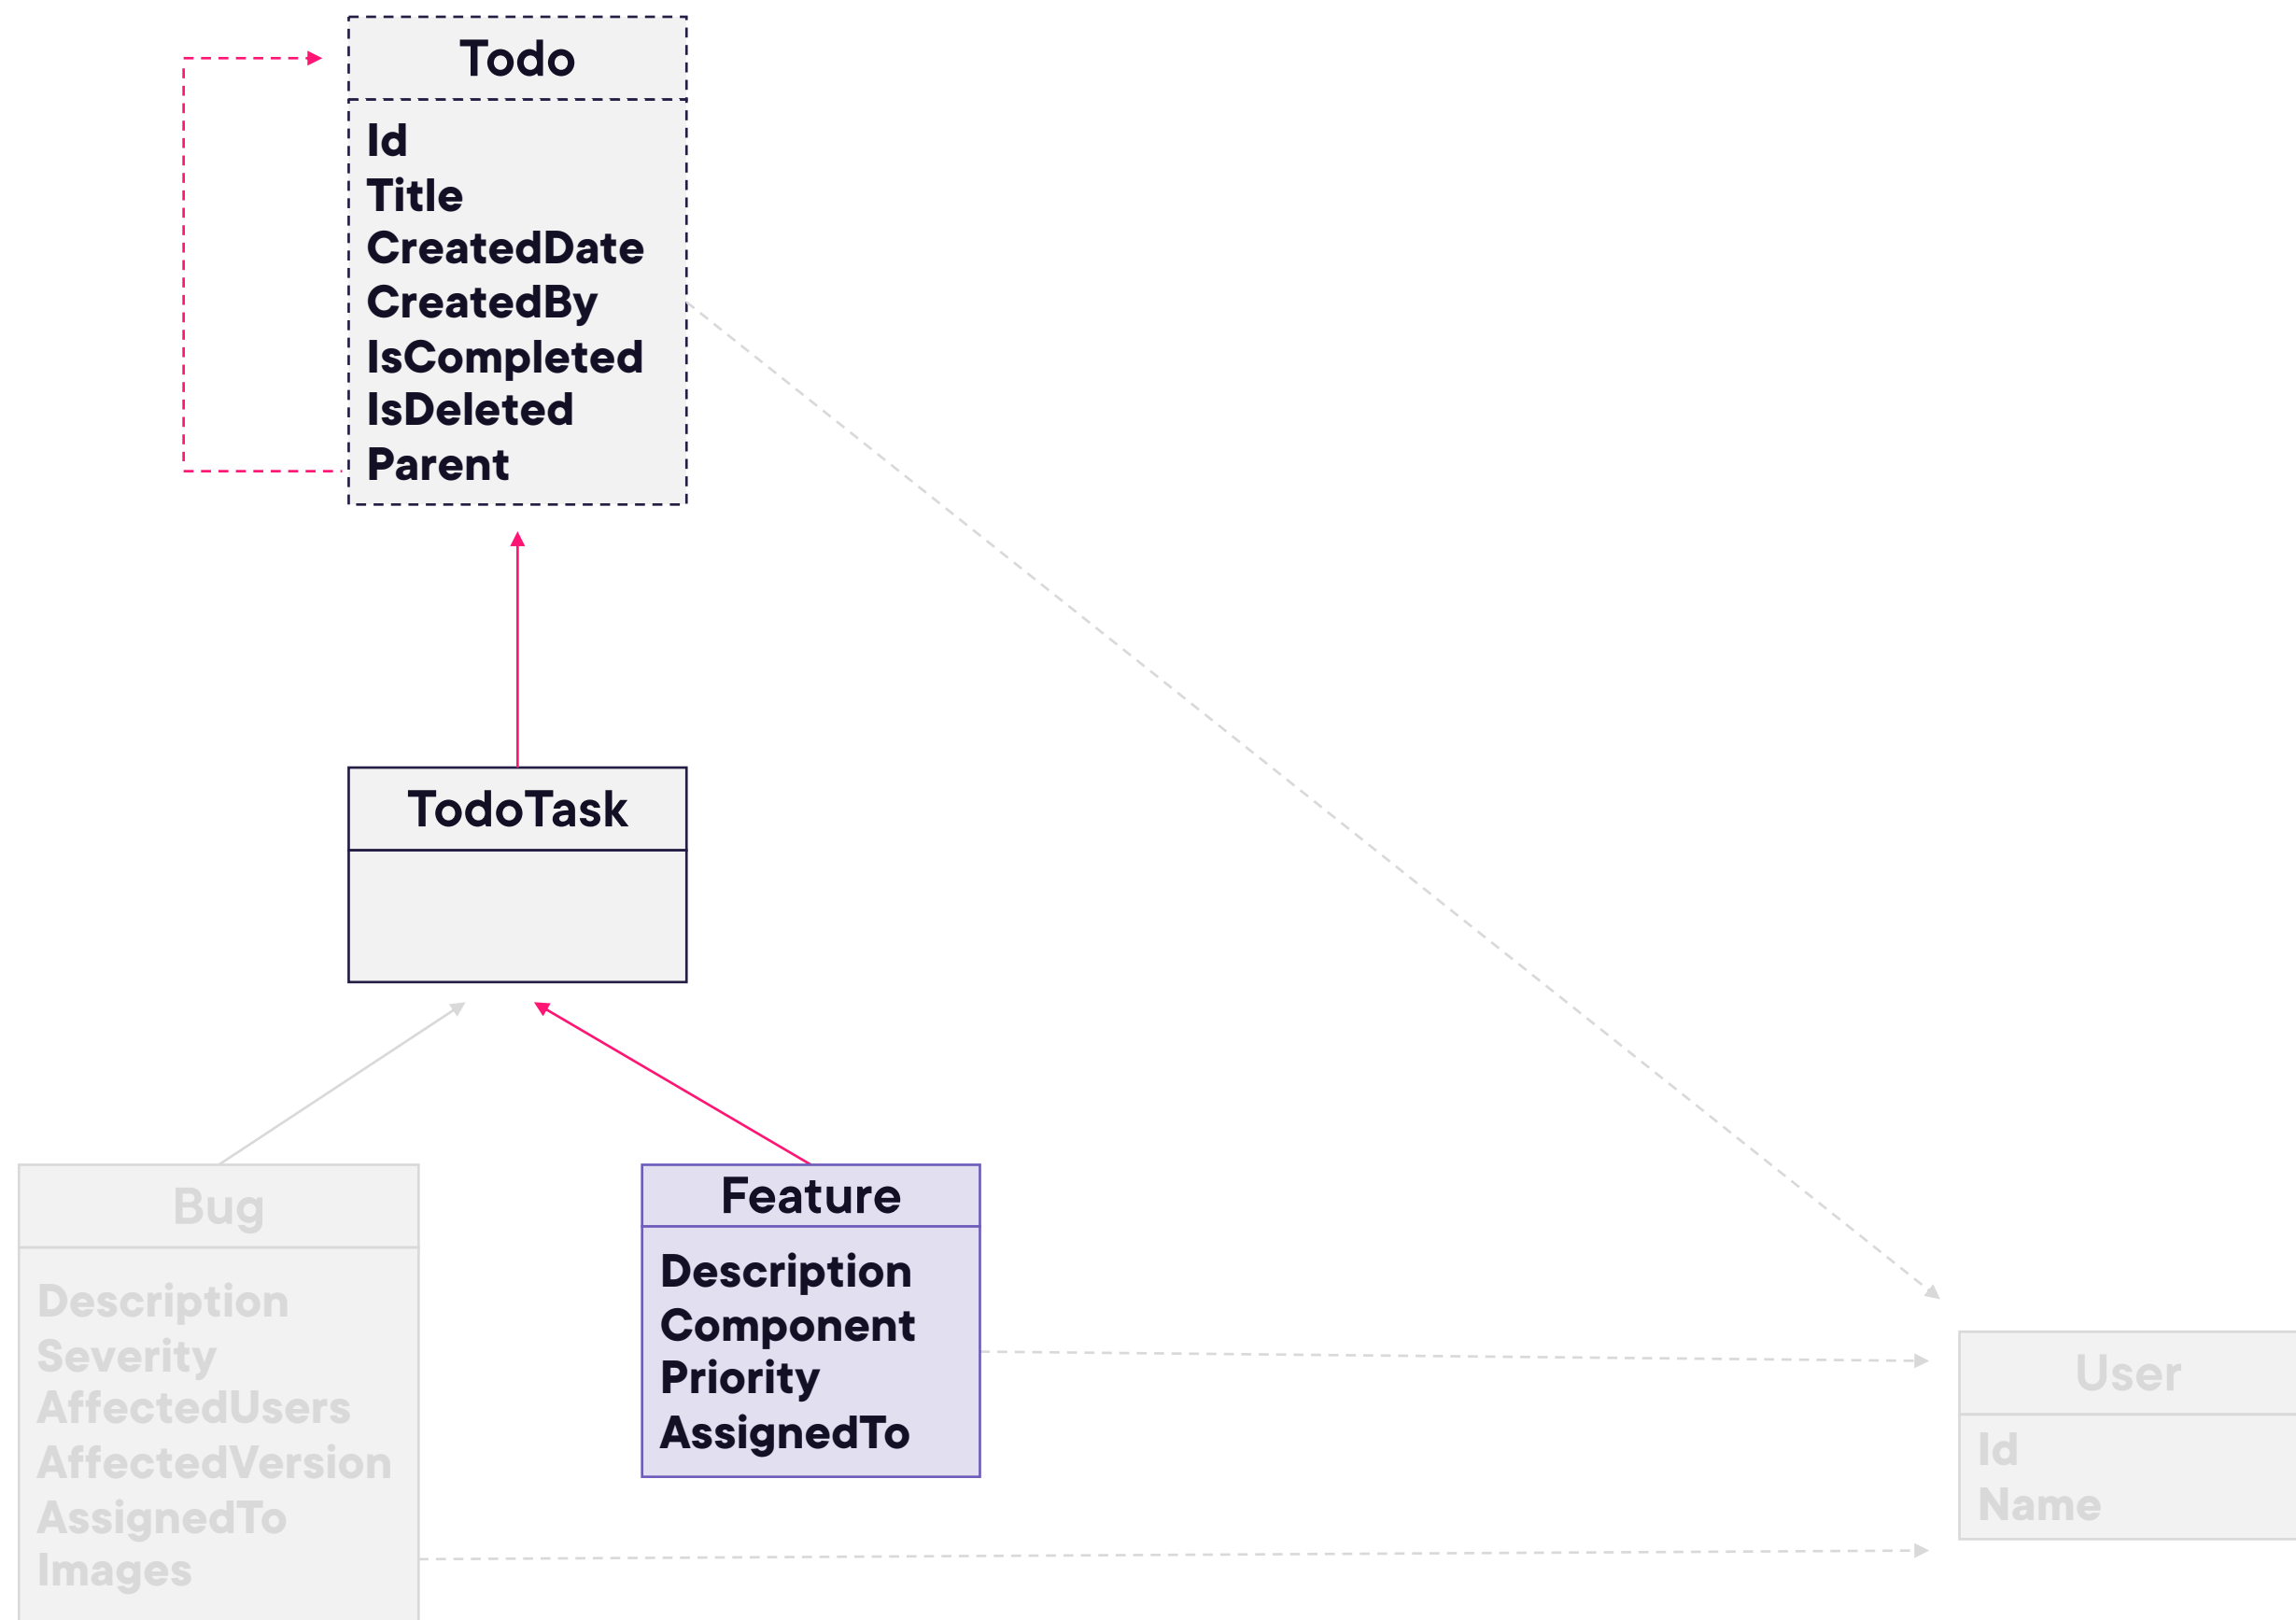 Todo
Id
Title
CreatedDate
CreatedBy
IsCompleted
IsDeleted
Parent
TodoTask
Bug
Description
Severity
AffectedUsers
AffectedVersion
AssignedTo
Images
Feature
Description
Component
Priority
AssignedTo
User
Id
Name